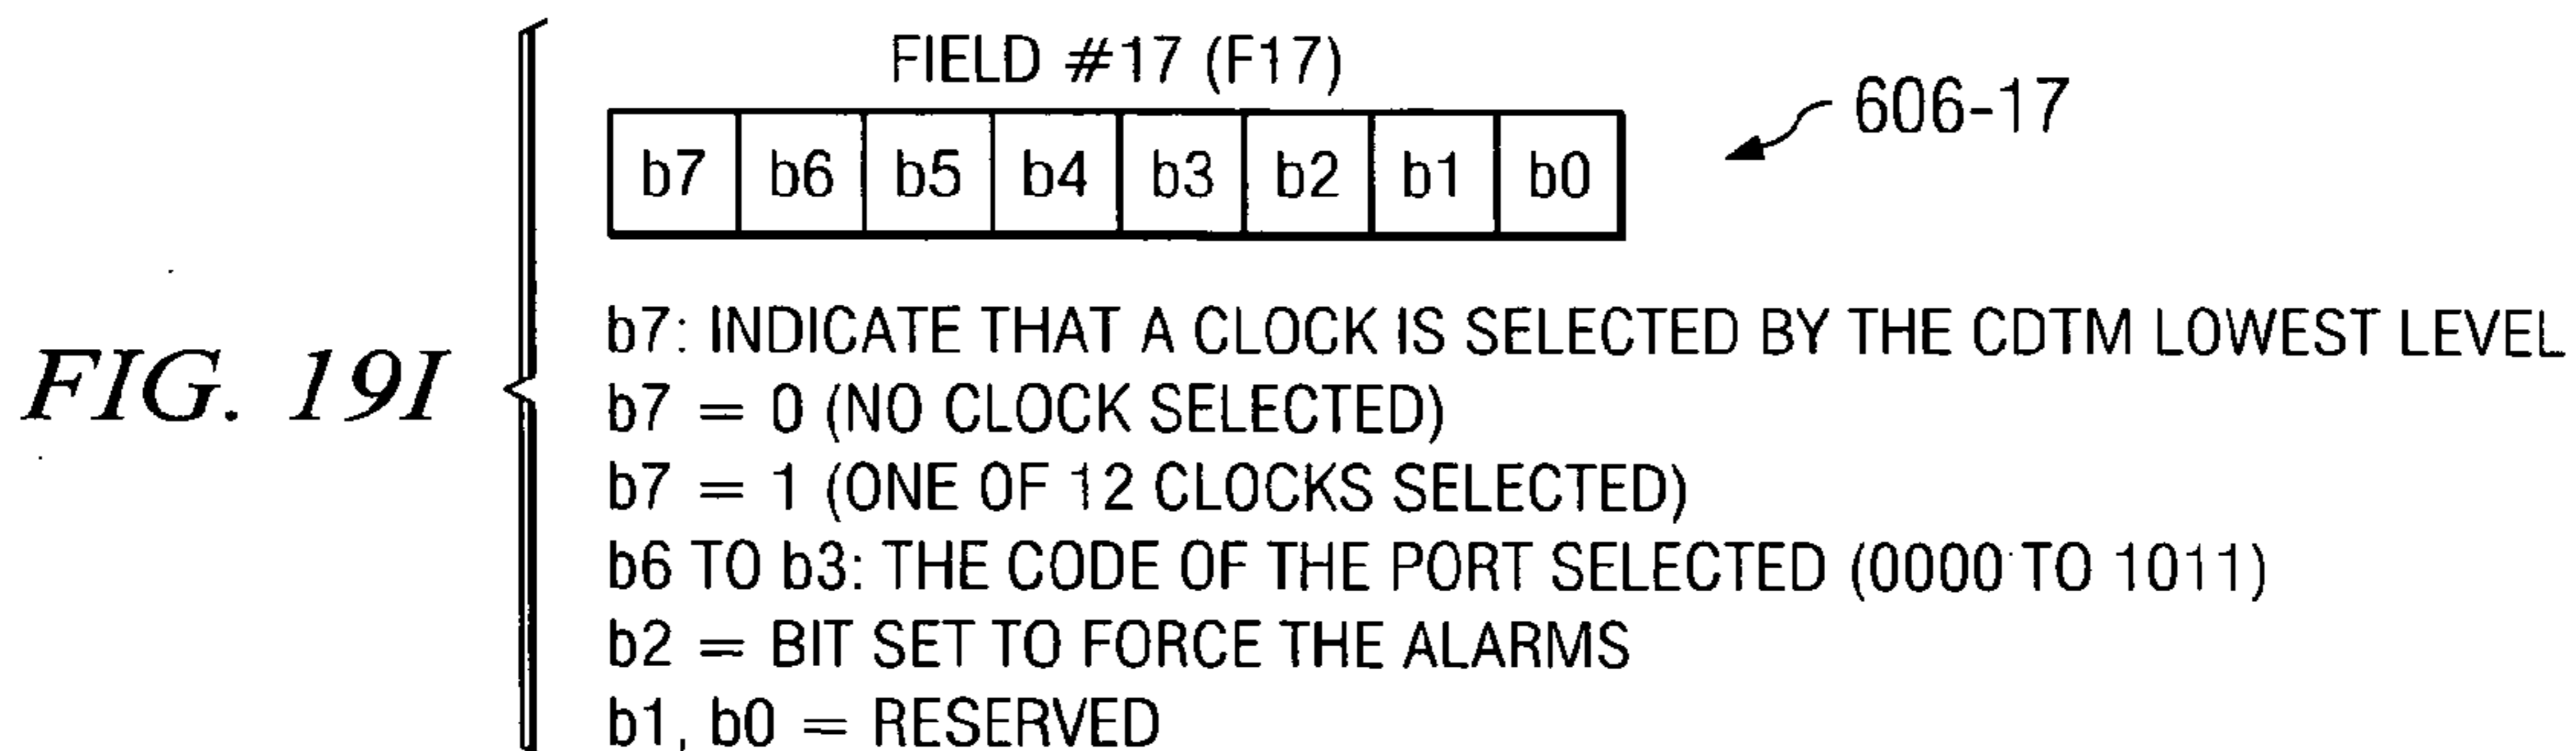 FIELD #17 (F17)
606-17
b7 b6 b5 b4 b3 b2 b1 b0
FIG. 19I
b7: INDICATE THAT A CLOCK IS SELECTED BY THE CDTM LOWEST LEVEL
b7 = 0 (NO CLOCK SELECTED)
b7 = 1 (ONE OF 12 CLOCKS SELECTED)
b6 TO b3: THE CODE OF THE PORT SELECTED (0000 TO 1011)
b2 = BIT SET TO FORCE THE ALARMS
b1, b0 = RESERVED